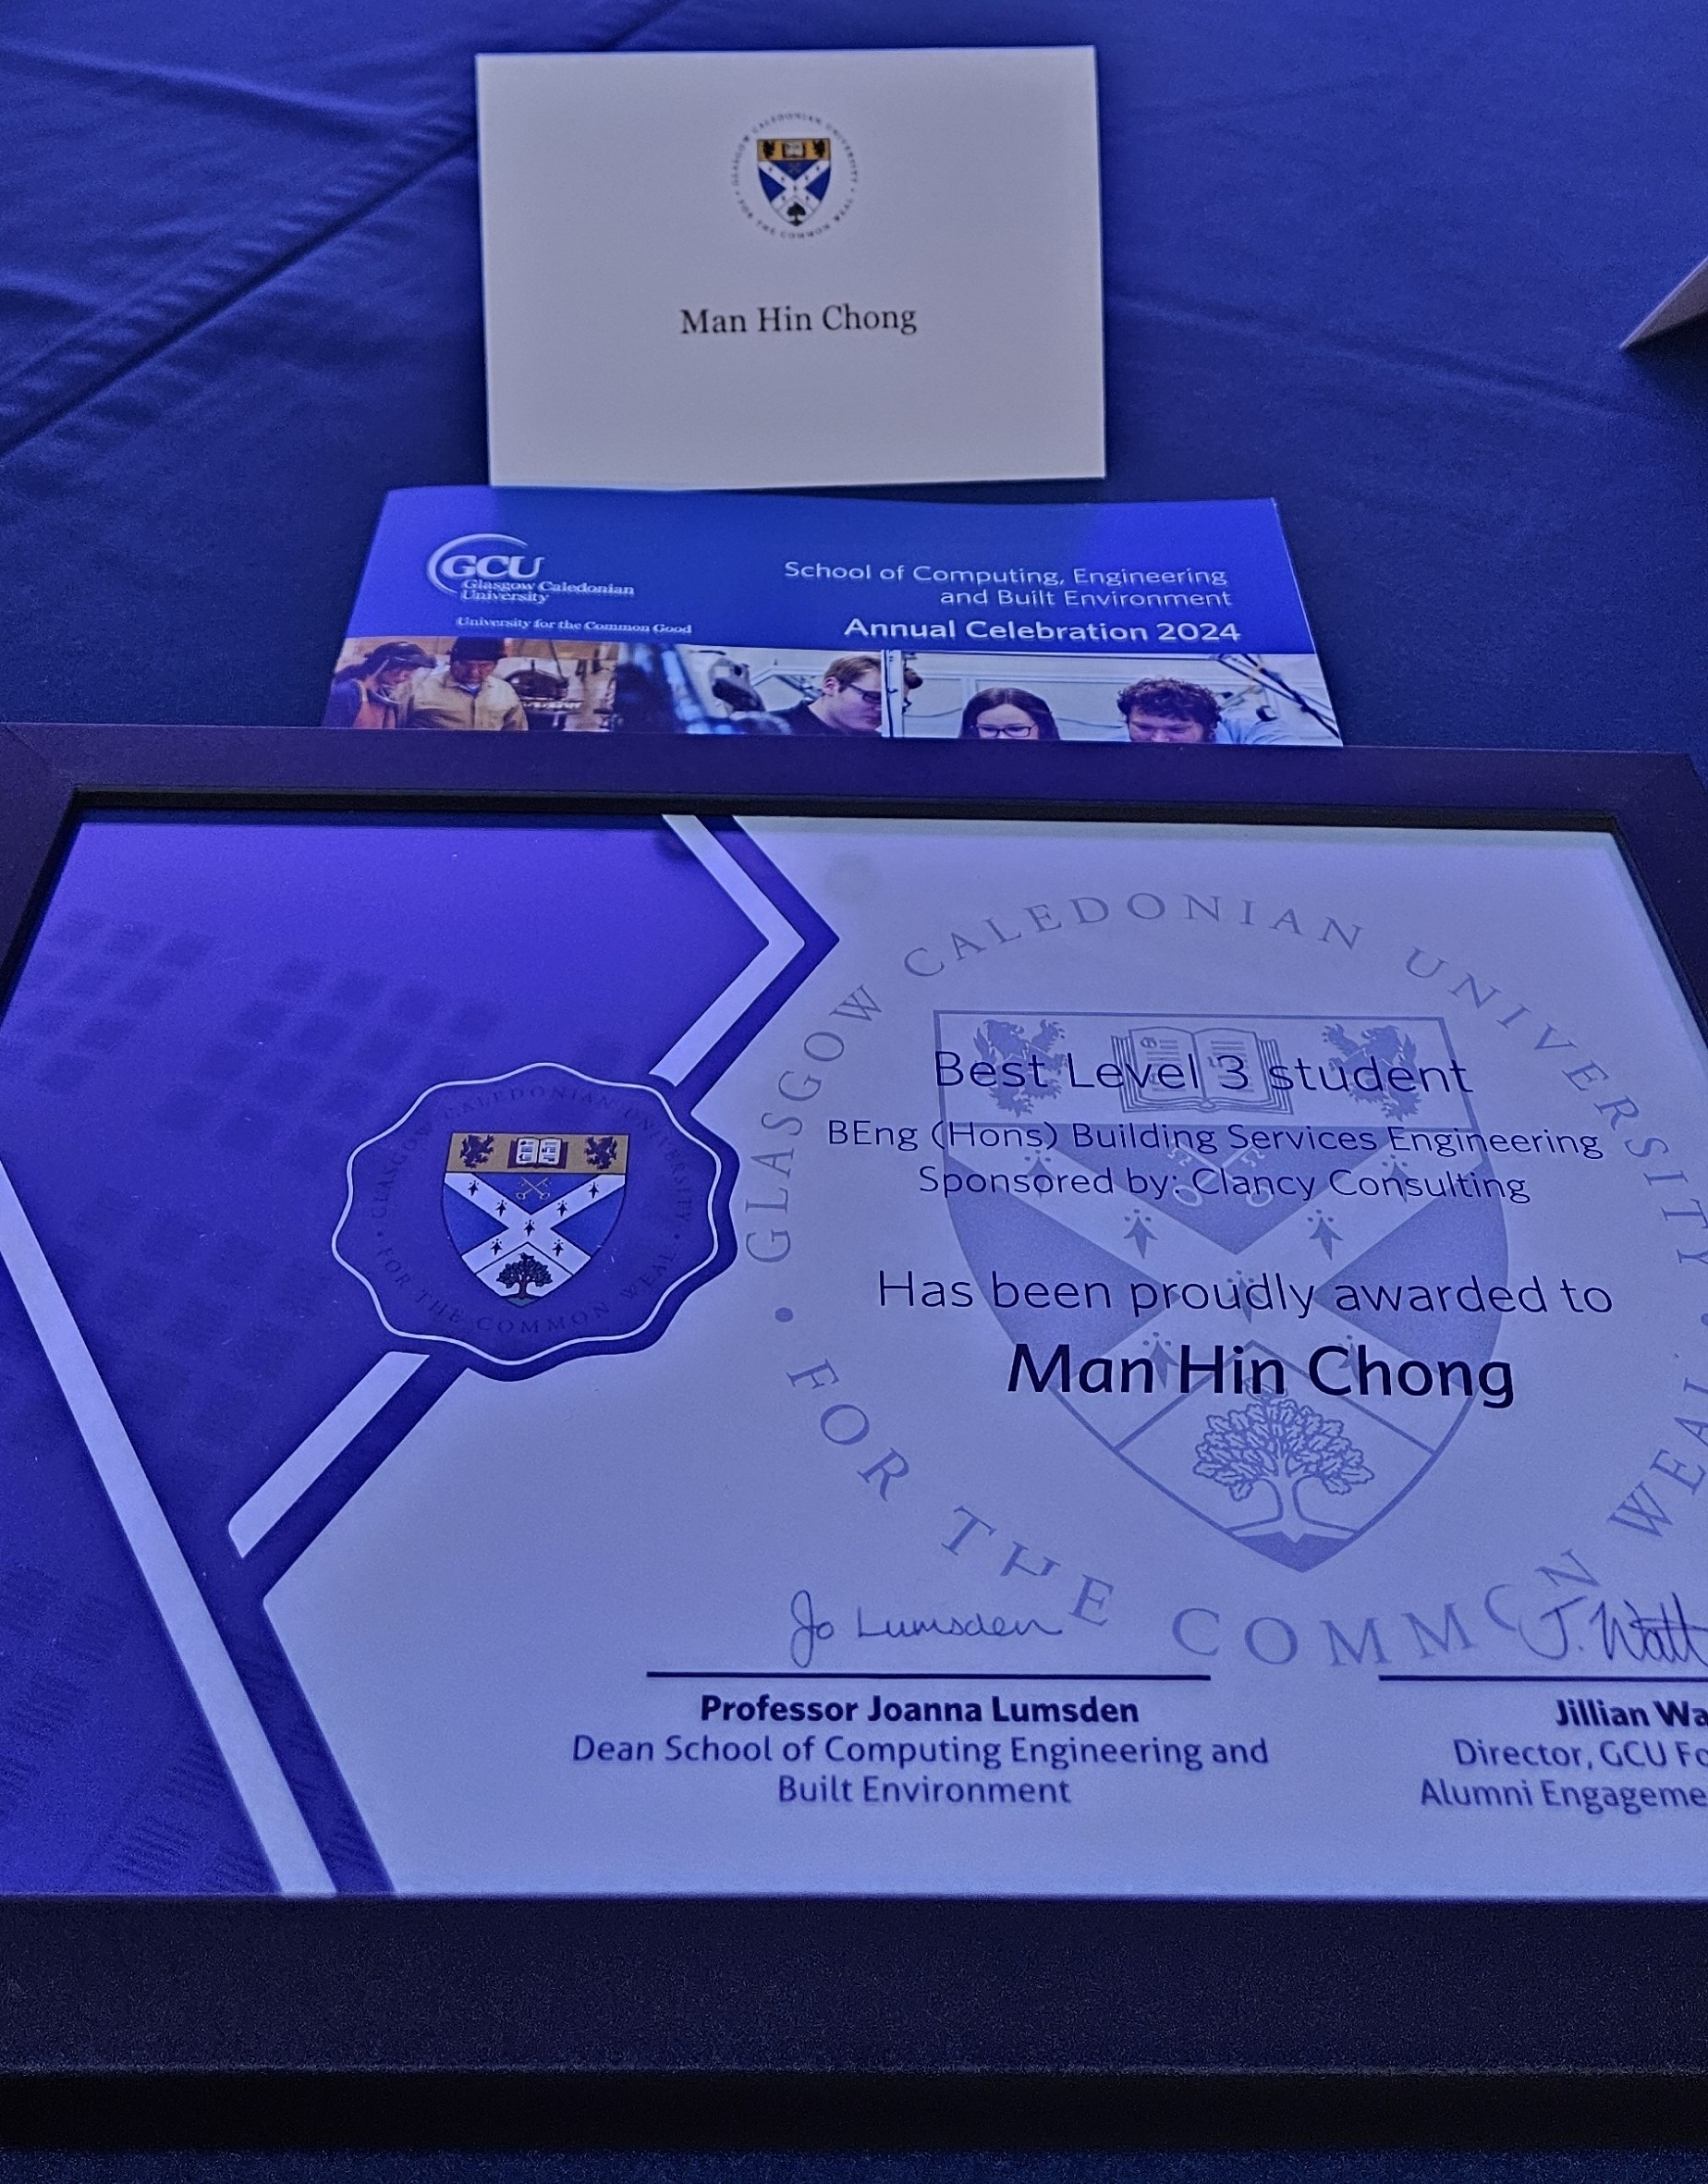 GLASGOW CALEDONIAN UNIVERSITY
• FOR THE COMMON WEAL •
Man Hin Chong
GCU
Glasgow Caledonian
University
University for the Common Good
School of Computing, Engineering
and Built Environment
Annual Celebration 2024
GLASGOW CALEDONIAN UNIVERSITY
• FOR THE COMMON WEAL •
GLASGOW CALEDONIAN UNIVERSITY
• FOR THE COMMON WEAL •
Best Level 3 student
BEng (Hons) Building Services Engineering
Sponsored by: Clancy Consulting
Has been proudly awarded to
Man Hin Chong
Jo Lumsden
Professor Joanna Lumsden
Dean School of Computing Engineering and
Built Environment
J. Watt
Jillian Wa
Director, GCU Fo
Alumni Engageme